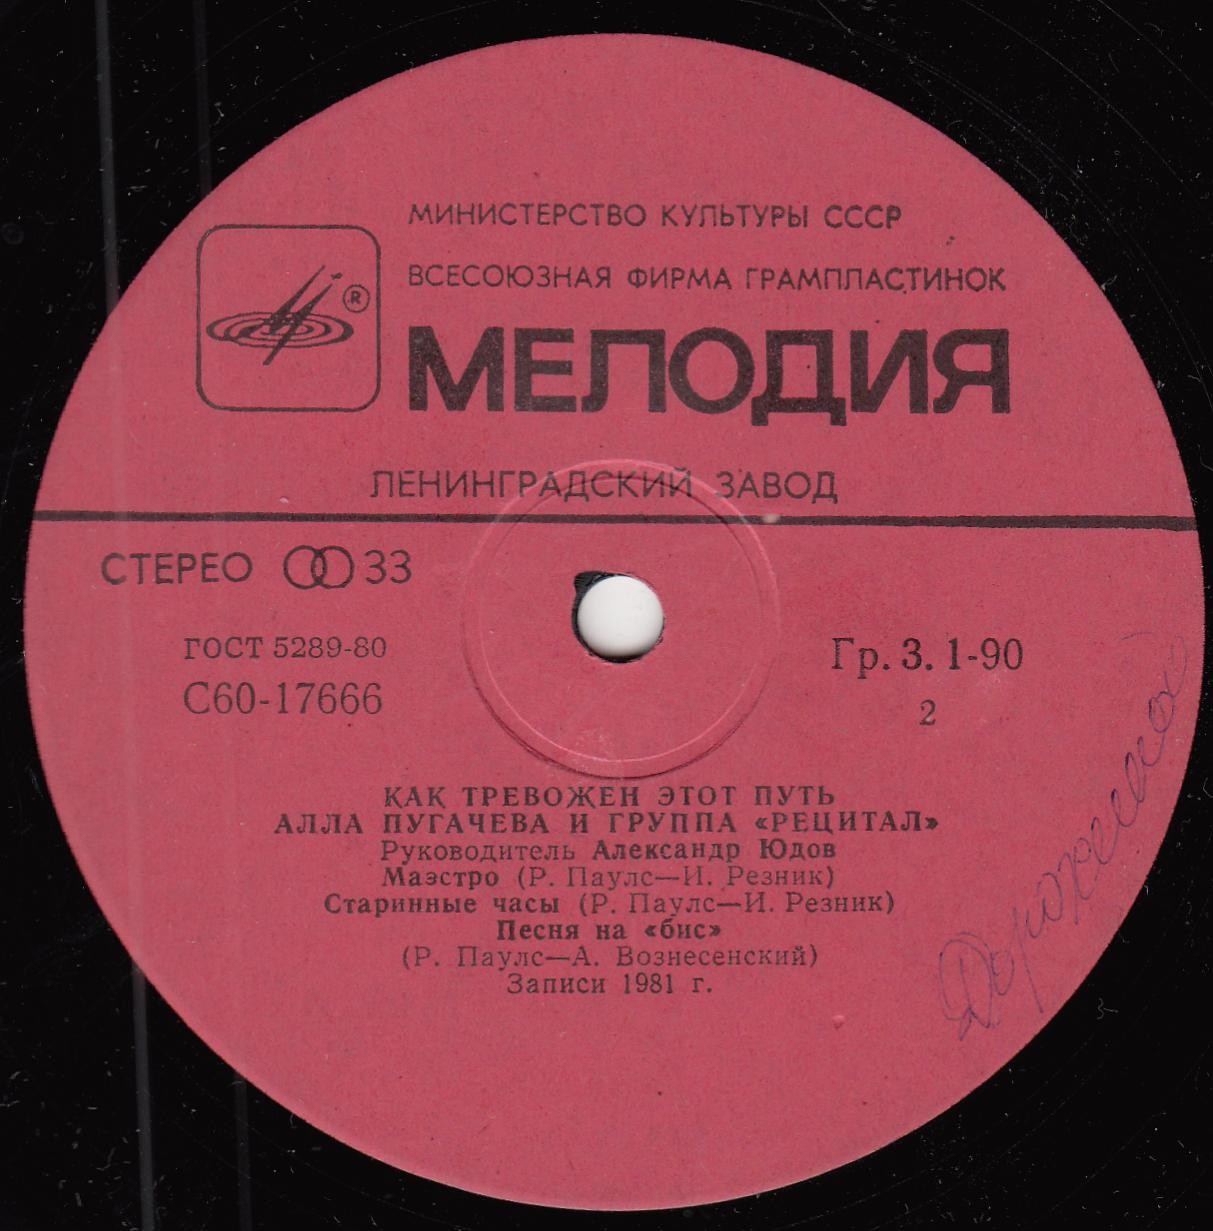 МИНИСТЕРСТВО КУЛЬТУРЫ СССР
ВСЕСОЮЗНАЯ ФИРМА ГРАМПЛАСТИНОК
®
МЕЛОДИЯ
ЛЕНИНГРАДСКИЙ ЗАВОД
СТЕРЕО 33
ГОСТ 5289-80
С60-17666
Гр. 3. 1-90
2
КАК ТРЕВОЖЕН ЭТОТ ПУТЬ
АЛЛА ПУГАЧЕВА И ГРУППА «РЕЦИТАЛ»
Руководитель Александр Юдов
Маэстро (Р. Паулс—И. Резник)
Старинные часы (Р. Паулс—И. Резник)
Песня на «бис»
(Р. Паулс—А. Вознесенский)
Записи 1981 г.